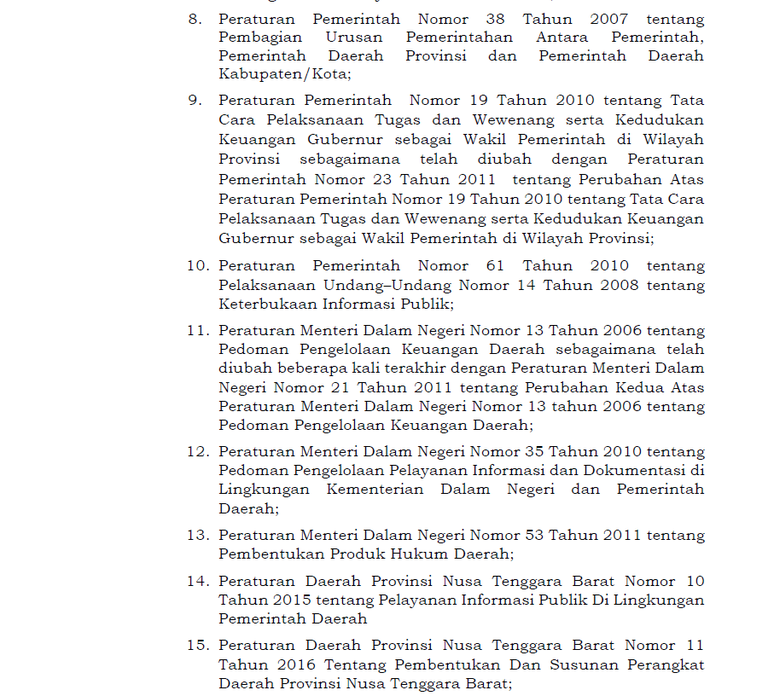 8. Peraturan Pemerintah Nomor 38 Tahun 2007 tentang
Pembagian Urusan Pemerintahan Antara Pemerintah,
Pemerintah Daerah Provinsi dan Pemerintah Daerah
Kabupaten/Kota;
9. Peraturan Pemerintah Nomor 19 Tahun 2010 tentang Tata
Cara Pelaksanaan Tugas dan Wewenang serta Kedudukan
Keuangan Gubernur sebagai Wakil Pemerintah di Wilayah
Provinsi sebagaimana telah diubah dengan Peraturan
Pemerintah Nomor 23 Tahun 2011 tentang Perubahan Atas
Peraturan Pemerintah Nomor 19 Tahun 2010 tentang Tata Cara
Pelaksanaan Tugas dan Wewenang serta Kedudukan Keuangan
Gubernur sebagai Wakil Pemerintah di Wilayah Provinsi;
10. Peraturan Pemerintah Nomor 61 Tahun 2010 tentang
Pelaksanaan Undang–Undang Nomor 14 Tahun 2008 tentang
Keterbukaan Informasi Publik;
11. Peraturan Menteri Dalam Negeri Nomor 13 Tahun 2006 tentang
Pedoman Pengelolaan Keuangan Daerah sebagaimana telah
diubah beberapa kali terakhir dengan Peraturan Menteri Dalam
Negeri Nomor 21 Tahun 2011 tentang Perubahan Kedua Atas
Peraturan Menteri Dalam Negeri Nomor 13 tahun 2006 tentang
Pedoman Pengelolaan Keuangan Daerah;
12. Peraturan Menteri Dalam Negeri Nomor 35 Tahun 2010 tentang
Pedoman Pengelolaan Pelayanan Informasi dan Dokumentasi di
Lingkungan Kementerian Dalam Negeri dan Pemerintah
Daerah;
13. Peraturan Menteri Dalam Negeri Nomor 53 Tahun 2011 tentang
Pembentukan Produk Hukum Daerah;
14. Peraturan Daerah Provinsi Nusa Tenggara Barat Nomor 10
Tahun 2015 tentang Pelayanan Informasi Publik Di Lingkungan
Pemerintah Daerah
15. Peraturan Daerah Provinsi Nusa Tenggara Barat Nomor 11
Tahun 2016 Tentang Pembentukan Dan Susunan Perangkat
Daerah Provinsi Nusa Tenggara Barat;